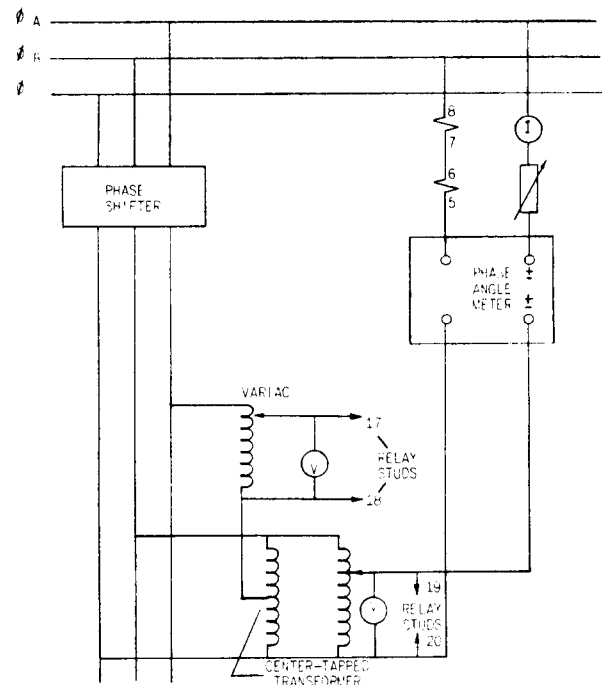 ø A
ø B
ø
8
7
6
5
I
PHASE
SHIFTER
PHASE
ANGLE
METER
±
±
VARIAC
17
V
RELAY
STUDS
18
19
V
RELAY
STUDS
20
CENTER-TAPPED
TRANSFORMER